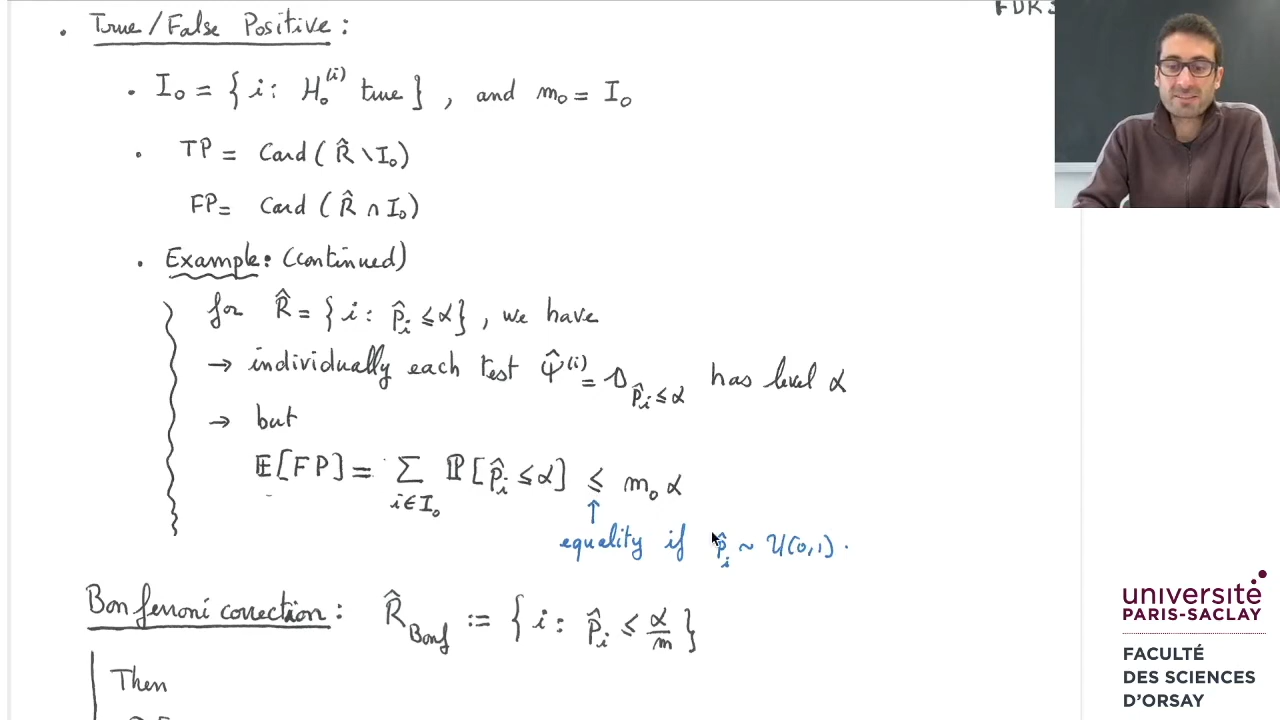 FDR
• True/False Positive:
• I₀ = { i : H₀⁽ⁱ⁾ true } , and m₀ = I₀
• TP = Card ( R̂ \ I₀)
FP = Card ( R̂ ∩ I₀)
• Example: (continued)
for R̂ = { i : p̂ᵢ ≤ α} , we have
→ individually each test Ψ̂⁽ⁱ⁾ = 𝟙_{p̂ᵢ ≤ α} has level α
→ but
𝔼[FP] = ∑_{i∈I₀} ℙ[p̂ᵢ ≤ α] ≤ m₀ α
↑
equality if p̂ᵢ ~ U(0,1).
Bonferroni correction: R̂_Bonf := { i : p̂ᵢ ≤ α/m }
Then
université
PARIS-SACLAY
FACULTÉ
DES SCIENCES
D'ORSAY